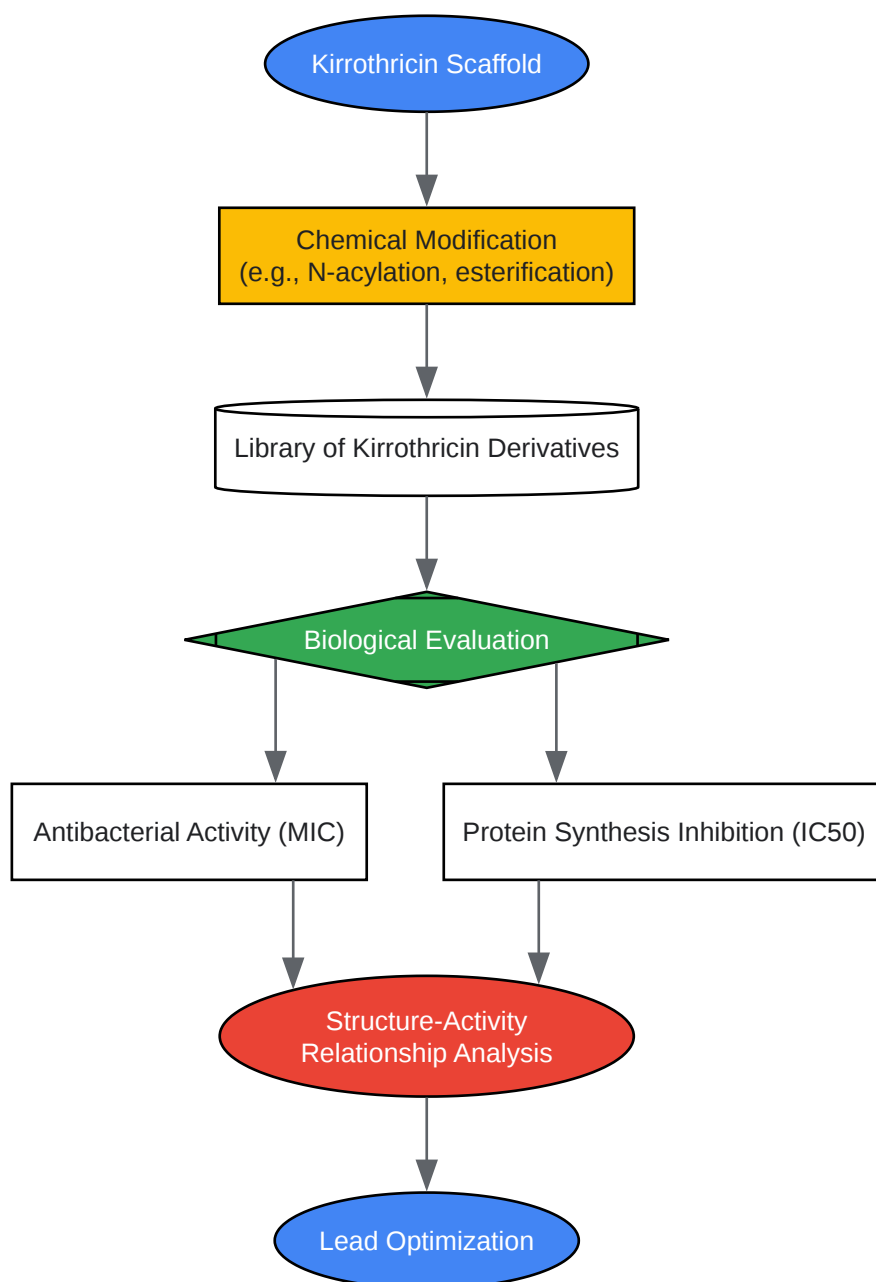 Kirrothricin Scaffold
Chemical Modification
(e.g., N-acylation, esterification)
Library of Kirrothricin Derivatives
Biological Evaluation
Antibacterial Activity (MIC)
Protein Synthesis Inhibition (IC50)
Structure-Activity
Relationship Analysis
Lead Optimization